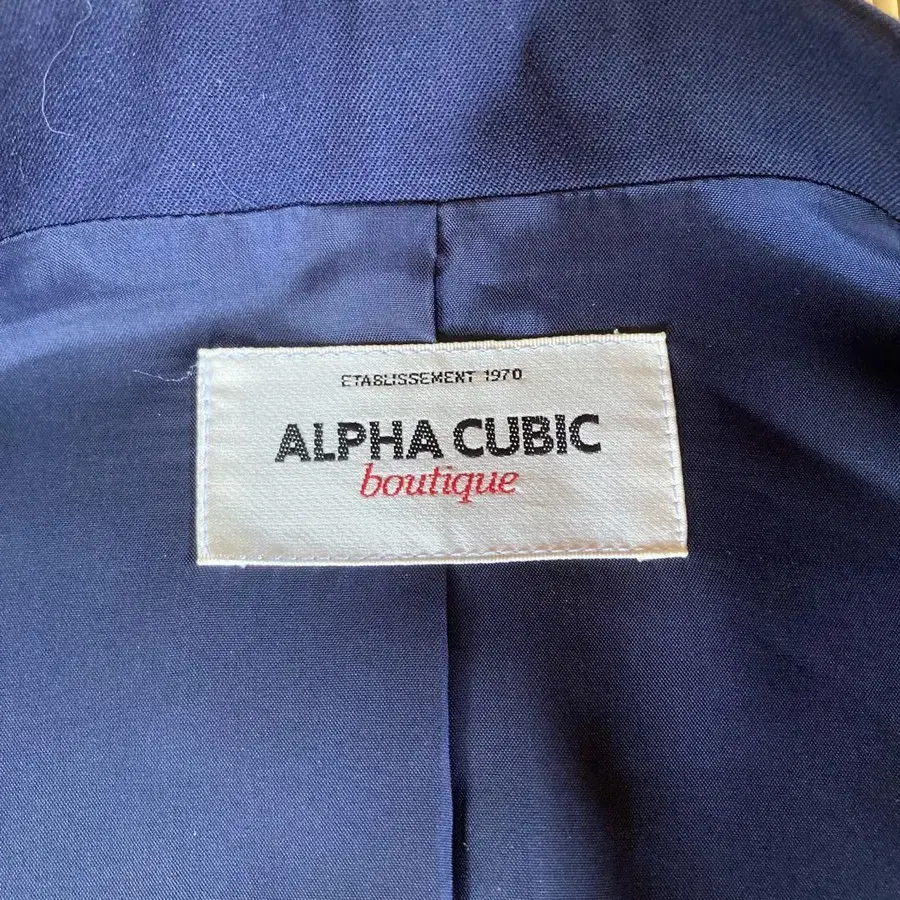 ETABLISSEMENT 1970
ALPHA CUBIC
boutique